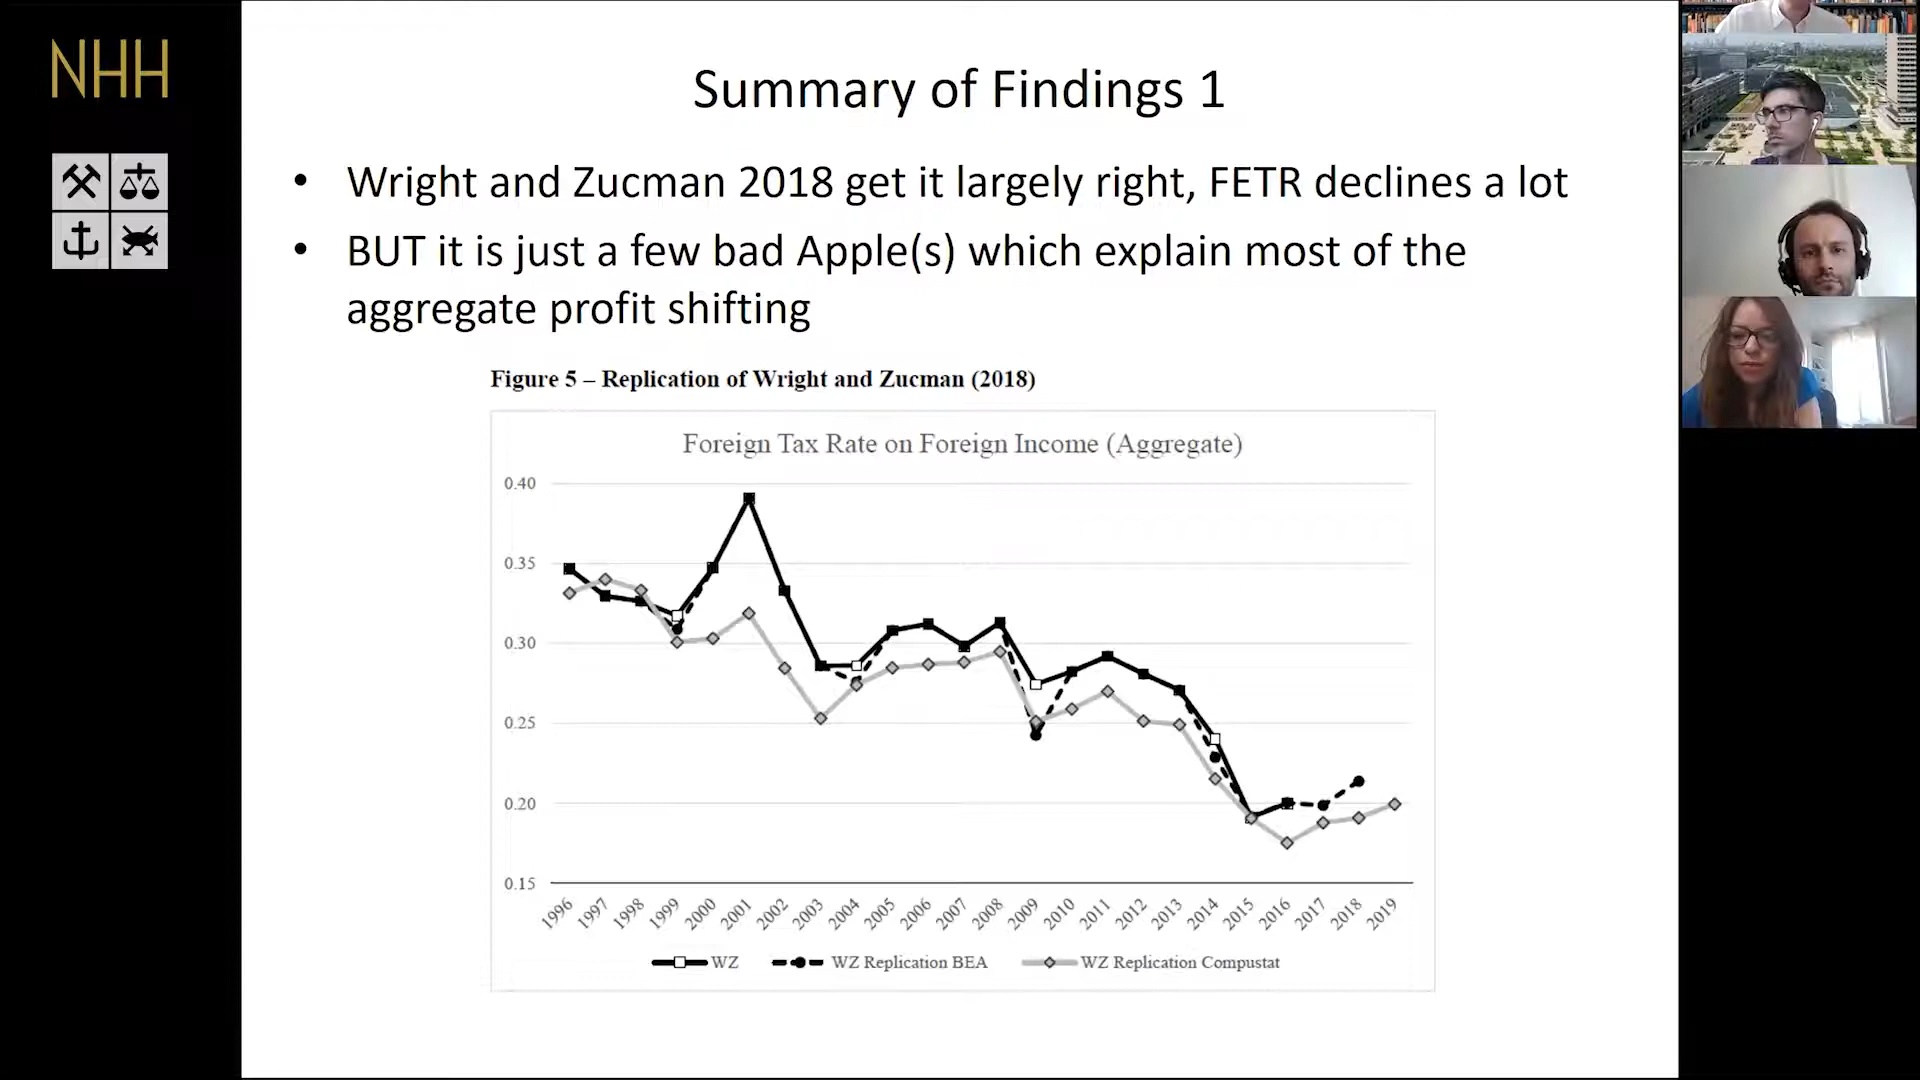 NHH
Summary of Findings 1
• Wright and Zucman 2018 get it largely right, FETR declines a lot
• BUT it is just a few bad Apple(s) which explain most of the
aggregate profit shifting
Figure 5 – Replication of Wright and Zucman (2018)
Foreign Tax Rate on Foreign Income (Aggregate)
0.40
0.35
0.30
0.25
0.20
0.15
1996 1997 1998 1999 2000 2001 2002 2003 2004 2005 2006 2007 2008 2009 2010 2011 2012 2013 2014 2015 2016 2017 2018 2019
WZ WZ Replication BEA WZ Replication Compustat